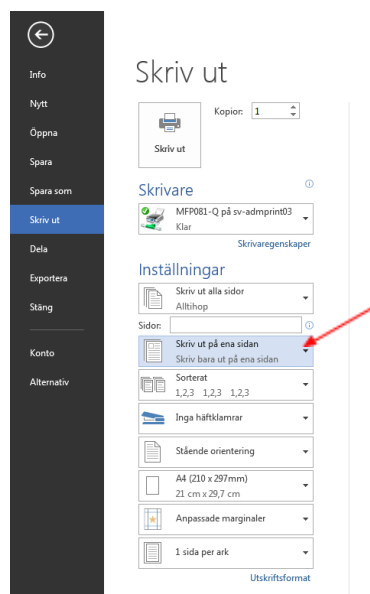 Info
Nytt
Öppna
Spara
Spara som
Skriv ut
Dela
Exportera
Stäng
Konto
Alternativ
Skriv ut
Skriv ut
Kopior: 1
Skrivare
MFP081-Q på sv-admprint03
Klar
Skrivaregenskaper
Inställningar
Skriv ut alla sidor
Alltihop
Sidor:
Skriv ut på ena sidan
Skriv bara ut på ena sidan
Sorterat
1,2,3 1,2,3 1,2,3
Inga häftklamrar
Stående orientering
A4 (210 x 297mm)
21 cm x 29,7 cm
Anpassade marginaler
1 sida per ark
Utskriftsformat